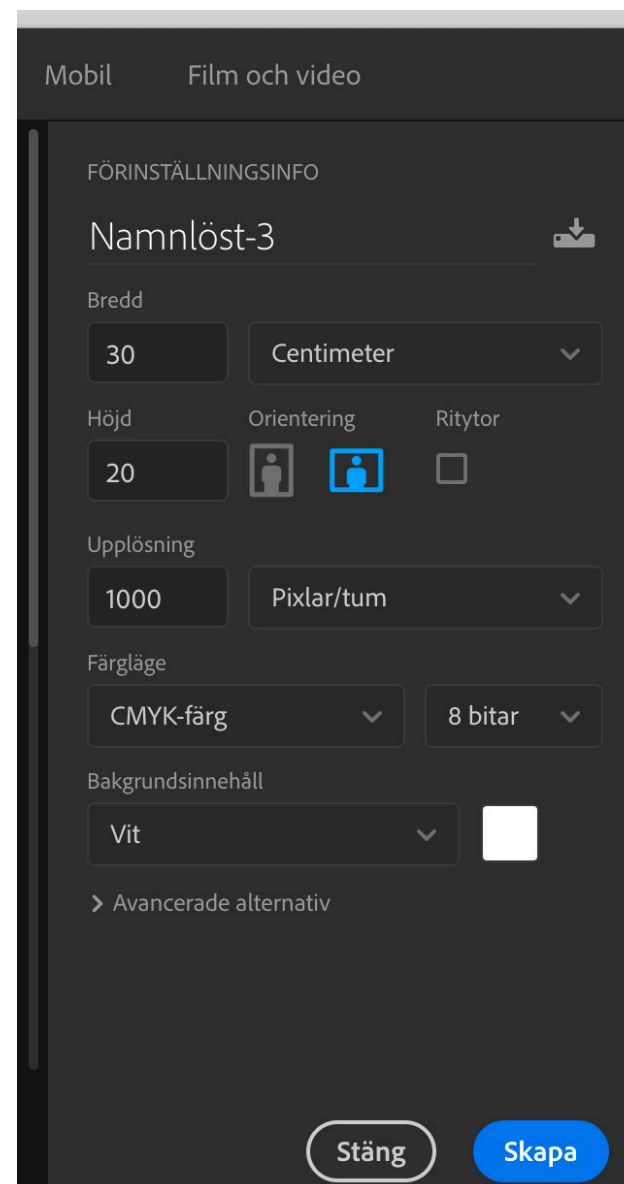 Mobil Film och video
FÖRINSTÄLLNINGSINFO
Namnlöst-3
Bredd
30 Centimeter
Höjd Orientering Ritytor
20
Upplösning
1000 Pixlar/tum
Färgläge
CMYK-färg 8 bitar
Bakgrundsinnehåll
Vit
Avancerade alternativ
Stäng Skapa